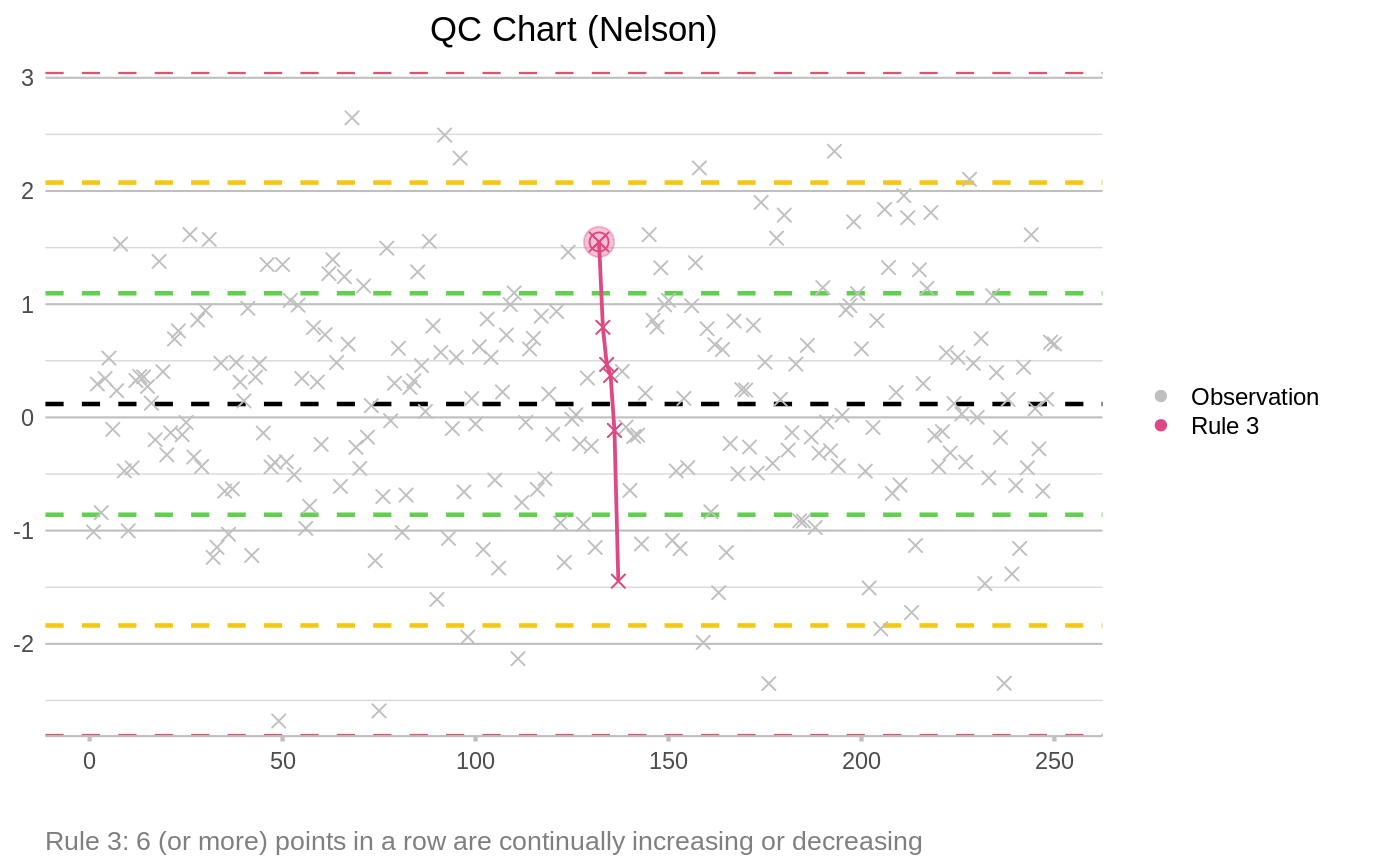 QC Chart (Nelson)
3
2
1
0
-1
-2
0 50 100 150 200 250
Observation
Rule 3
Rule 3: 6 (or more) points in a row are continually increasing or decreasing